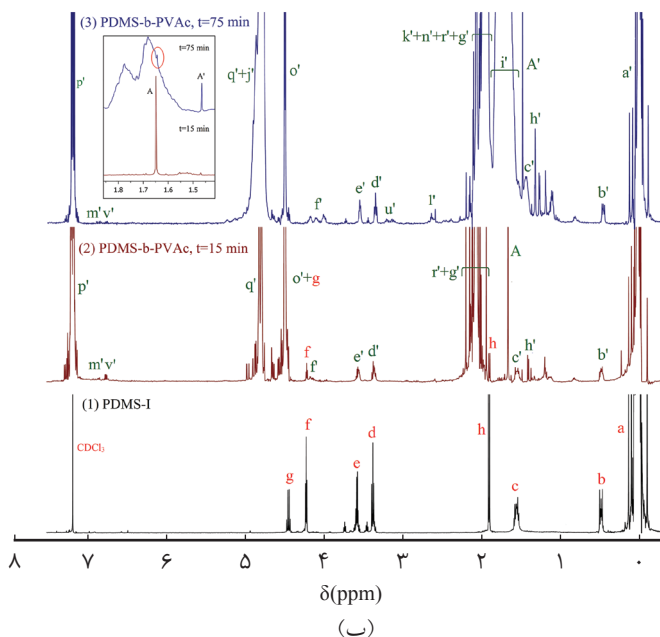 (3) PDMS-b-PVAc, t=75 min
t=75 min
A
A'
t=15 min
1.8 1.7 1.6 1.5
p'
m' v'
q'+j'
o'
f'
e'
d'
u'
l'
k'+n'+r'+g'
i'
A'
c'
h'
b'
a'
(2) PDMS-b-PVAc, t=15 min
p'
m' v'
q'
o'+g
f
f'
e'
d'
r'+g'
h
A
c'
h'
b'
(1) PDMS-I
CDCl₃
g
f
e
d
h
c
b
a
۸ ۷ ۶ ۵ ۴ ۳ ۲ ۱ ۰
δ(ppm)
(ب)